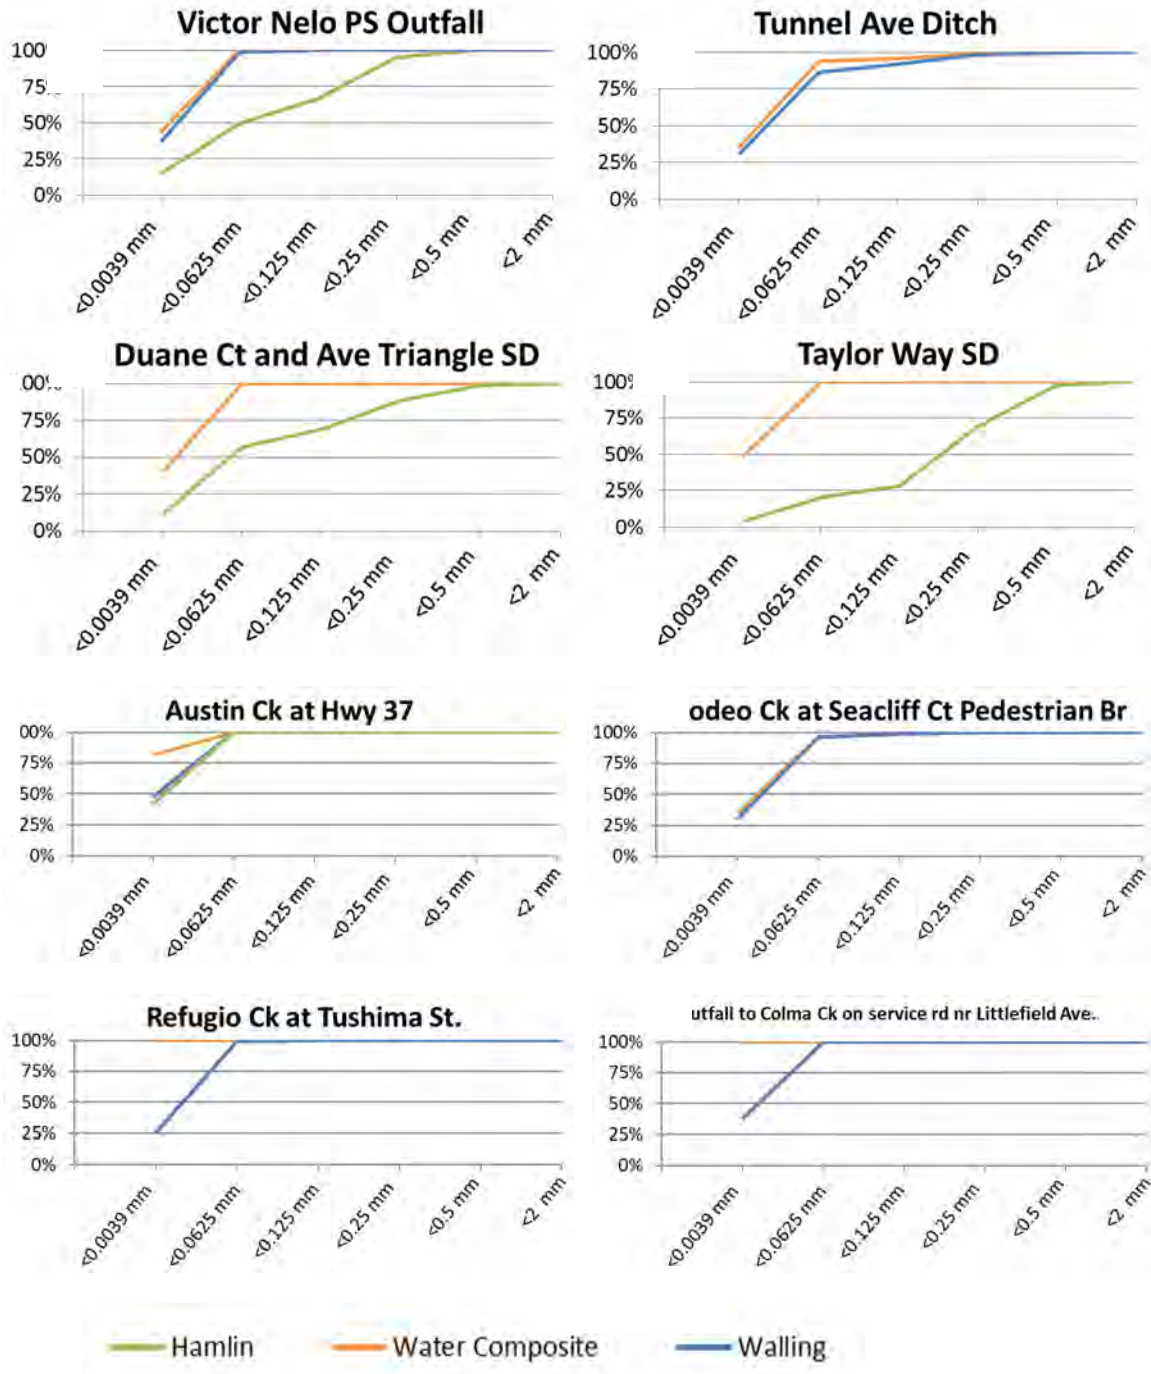 Victor Nelo PS Outfall
100
75
50%
25%
0%
<0.0039 mm
<0.0625 mm
<0.125 mm
<0.25 mm
<0.5 mm
<2 mm
Tunnel Ave Ditch
100%
75%
50%
25%
0%
<0.0039 mm
<0.0625 mm
<0.125 mm
<0.25 mm
<0.5 mm
<2 mm
Duane Ct and Ave Triangle SD
75%
50%
25%
0%
<0.0039 mm
<0.0625 mm
<0.125 mm
<0.25 mm
<0.5 mm
<2 mm
Taylor Way SD
100%
75%
50%
25%
0%
<0.0039 mm
<0.0625 mm
<0.125 mm
<0.25 mm
<0.5 mm
<2 mm
Austin Ck at Hwy 37
00%
75%
50%
25%
0%
<0.0039 mm
<0.0625 mm
<0.125 mm
<0.25 mm
<0.5 mm
<2 mm
odeo Ck at Seacliff Ct Pedestrian Br
100%
75%
50%
25%
0%
<0.0039 mm
<0.0625 mm
<0.125 mm
<0.25 mm
<0.5 mm
<2 mm
Refugio Ck at Tushima St.
100%
75%
50%
25%
0%
<0.0039 mm
<0.0625 mm
<0.125 mm
<0.25 mm
<0.5 mm
<2 mm
utfall to Colma Ck on service rd nr Littlefield Ave.
100%
75%
50%
25%
0%
<0.0039 mm
<0.0625 mm
<0.125 mm
<0.25 mm
<0.5 mm
<2 mm
Hamlin Water Composite Walling